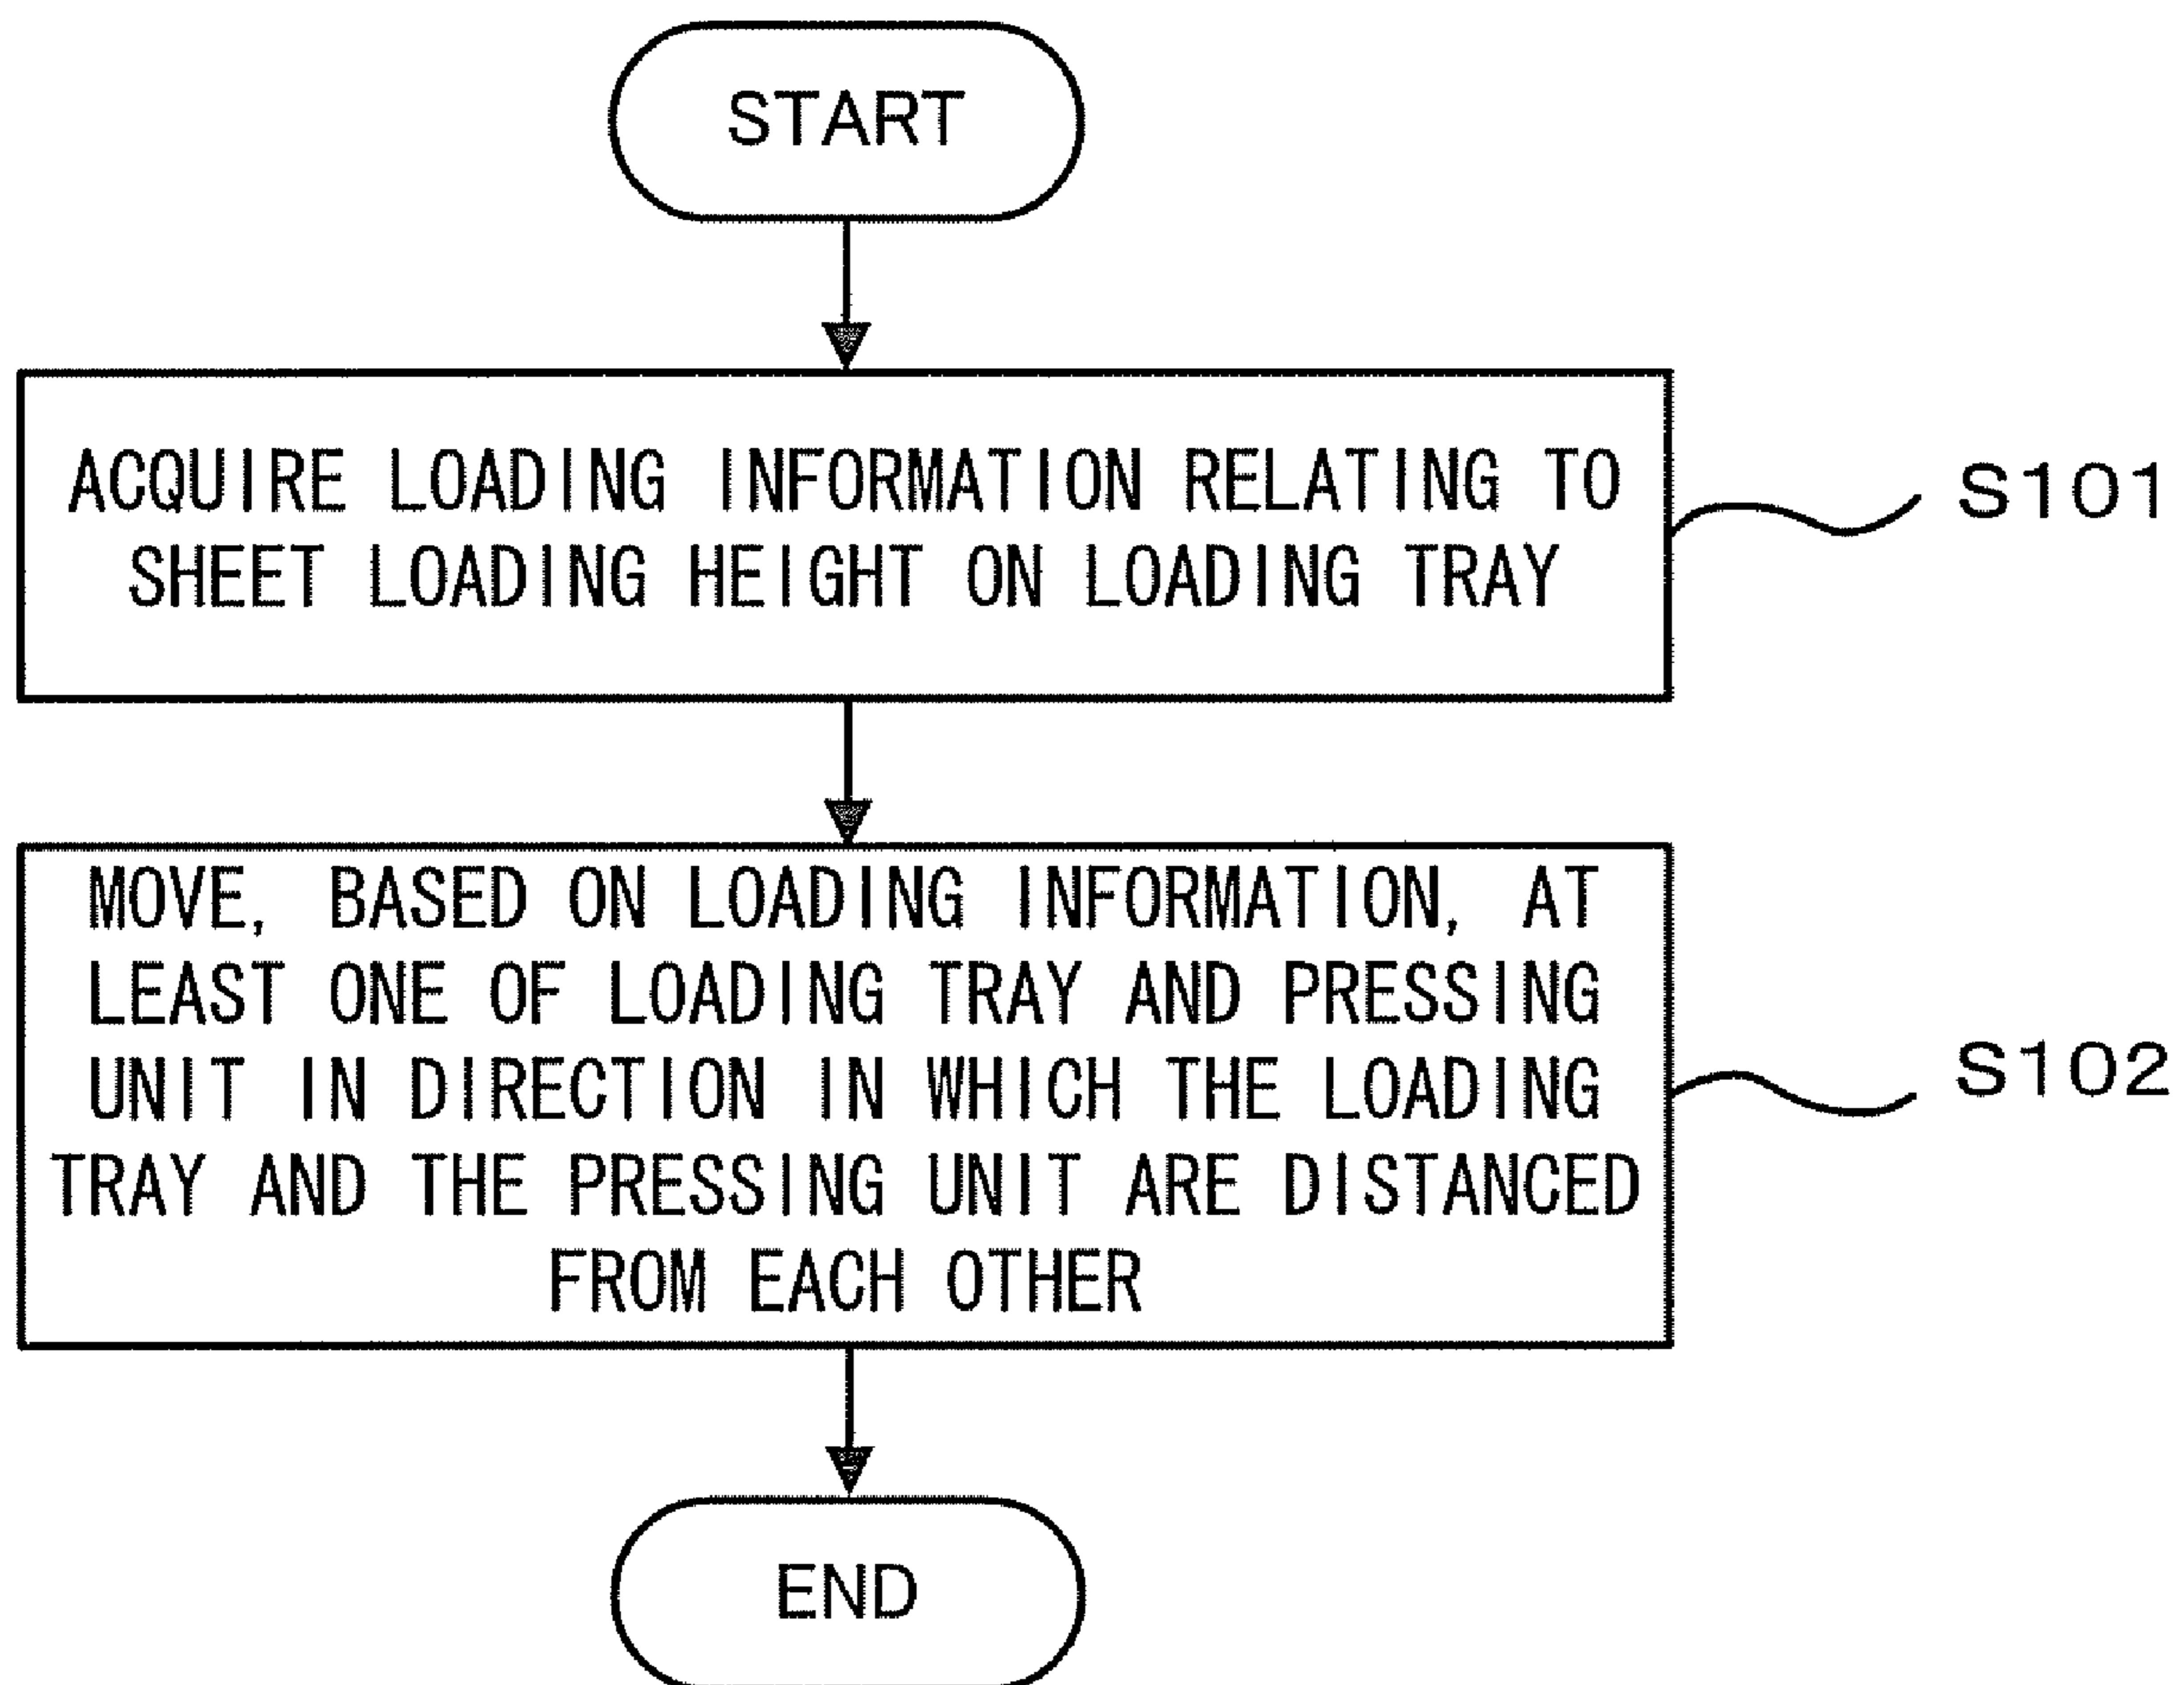 START
ACQUIRE LOADING INFORMATION RELATING TO
SHEET LOADING HEIGHT ON LOADING TRAY
S101
MOVE, BASED ON LOADING INFORMATION, AT
LEAST ONE OF LOADING TRAY AND PRESSING
UNIT IN DIRECTION IN WHICH THE LOADING
TRAY AND THE PRESSING UNIT ARE DISTANCED
FROM EACH OTHER
S102
END